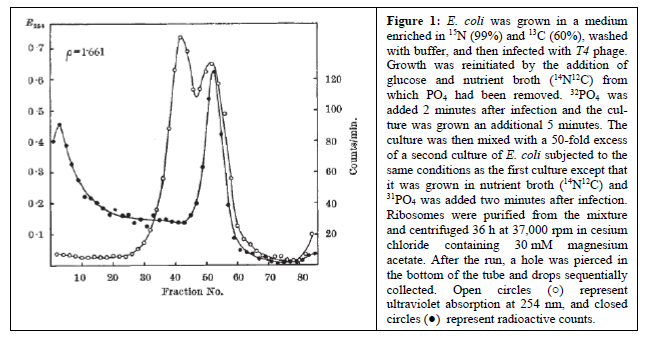 E₂₅₄
0·7
0·6
0·5
0·4
0·3
0·2
0·1
ρ=1·661
120
100
80
60
40
20
Counts/min.
10 20 30 40 50 60 70 80
Fraction No.
Figure 1: E. coli was grown in a medium
enriched in ¹⁵N (99%) and ¹³C (60%), washed
with buffer, and then infected with T4 phage.
Growth was reinitiated by the addition of
glucose and nutrient broth (¹⁴N¹²C) from
which PO₄ had been removed. ³²PO₄ was
added 2 minutes after infection and the cul-
ture was grown an additional 5 minutes. The
culture was then mixed with a 50-fold excess
of a second culture of E. coli subjected to the
same conditions as the first culture except that
it was grown in nutrient broth (¹⁴N¹²C) and
³¹PO₄ was added two minutes after infection.
Ribosomes were purified from the mixture
and centrifuged 36 h at 37,000 rpm in cesium
chloride containing 30 mM magnesium
acetate. After the run, a hole was pierced in
the bottom of the tube and drops sequentially
collected. Open circles (○) represent
ultraviolet absorption at 254 nm, and closed
circles (●) represent radioactive counts.